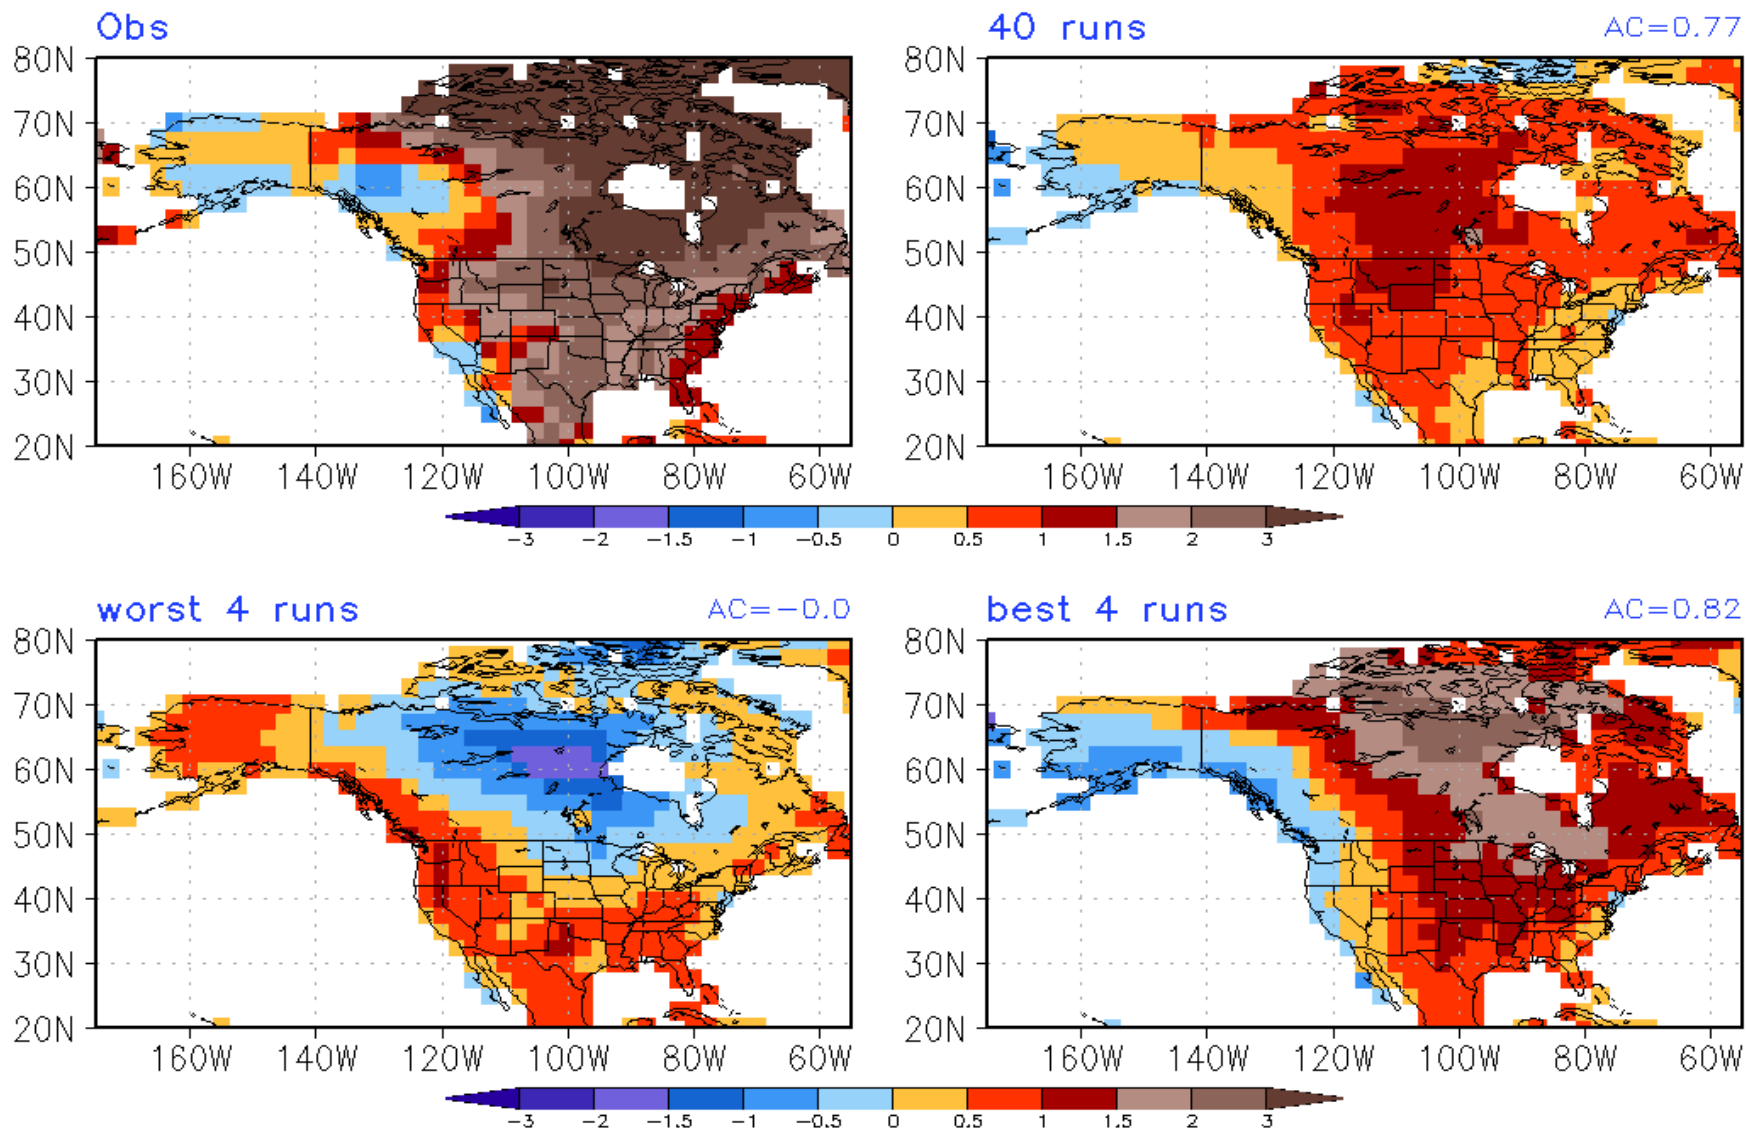 Obs
40 runs AC=0.77
80N 80N
70N 70N
60N 60N
50N 50N
40N 40N
30N 30N
20N 20N
160W 140W 120W 100W 80W 60W 160W 140W 120W 100W 80W 60W
-3 -2 -1.5 -1 -0.5 0 0.5 1 1.5 2 3
worst 4 runs AC=-0.0
best 4 runs AC=0.82
80N 80N
70N 70N
60N 60N
50N 50N
40N 40N
30N 30N
20N 20N
160W 140W 120W 100W 80W 60W 160W 140W 120W 100W 80W 60W
-3 -2 -1.5 -1 -0.5 0 0.5 1 1.5 2 3